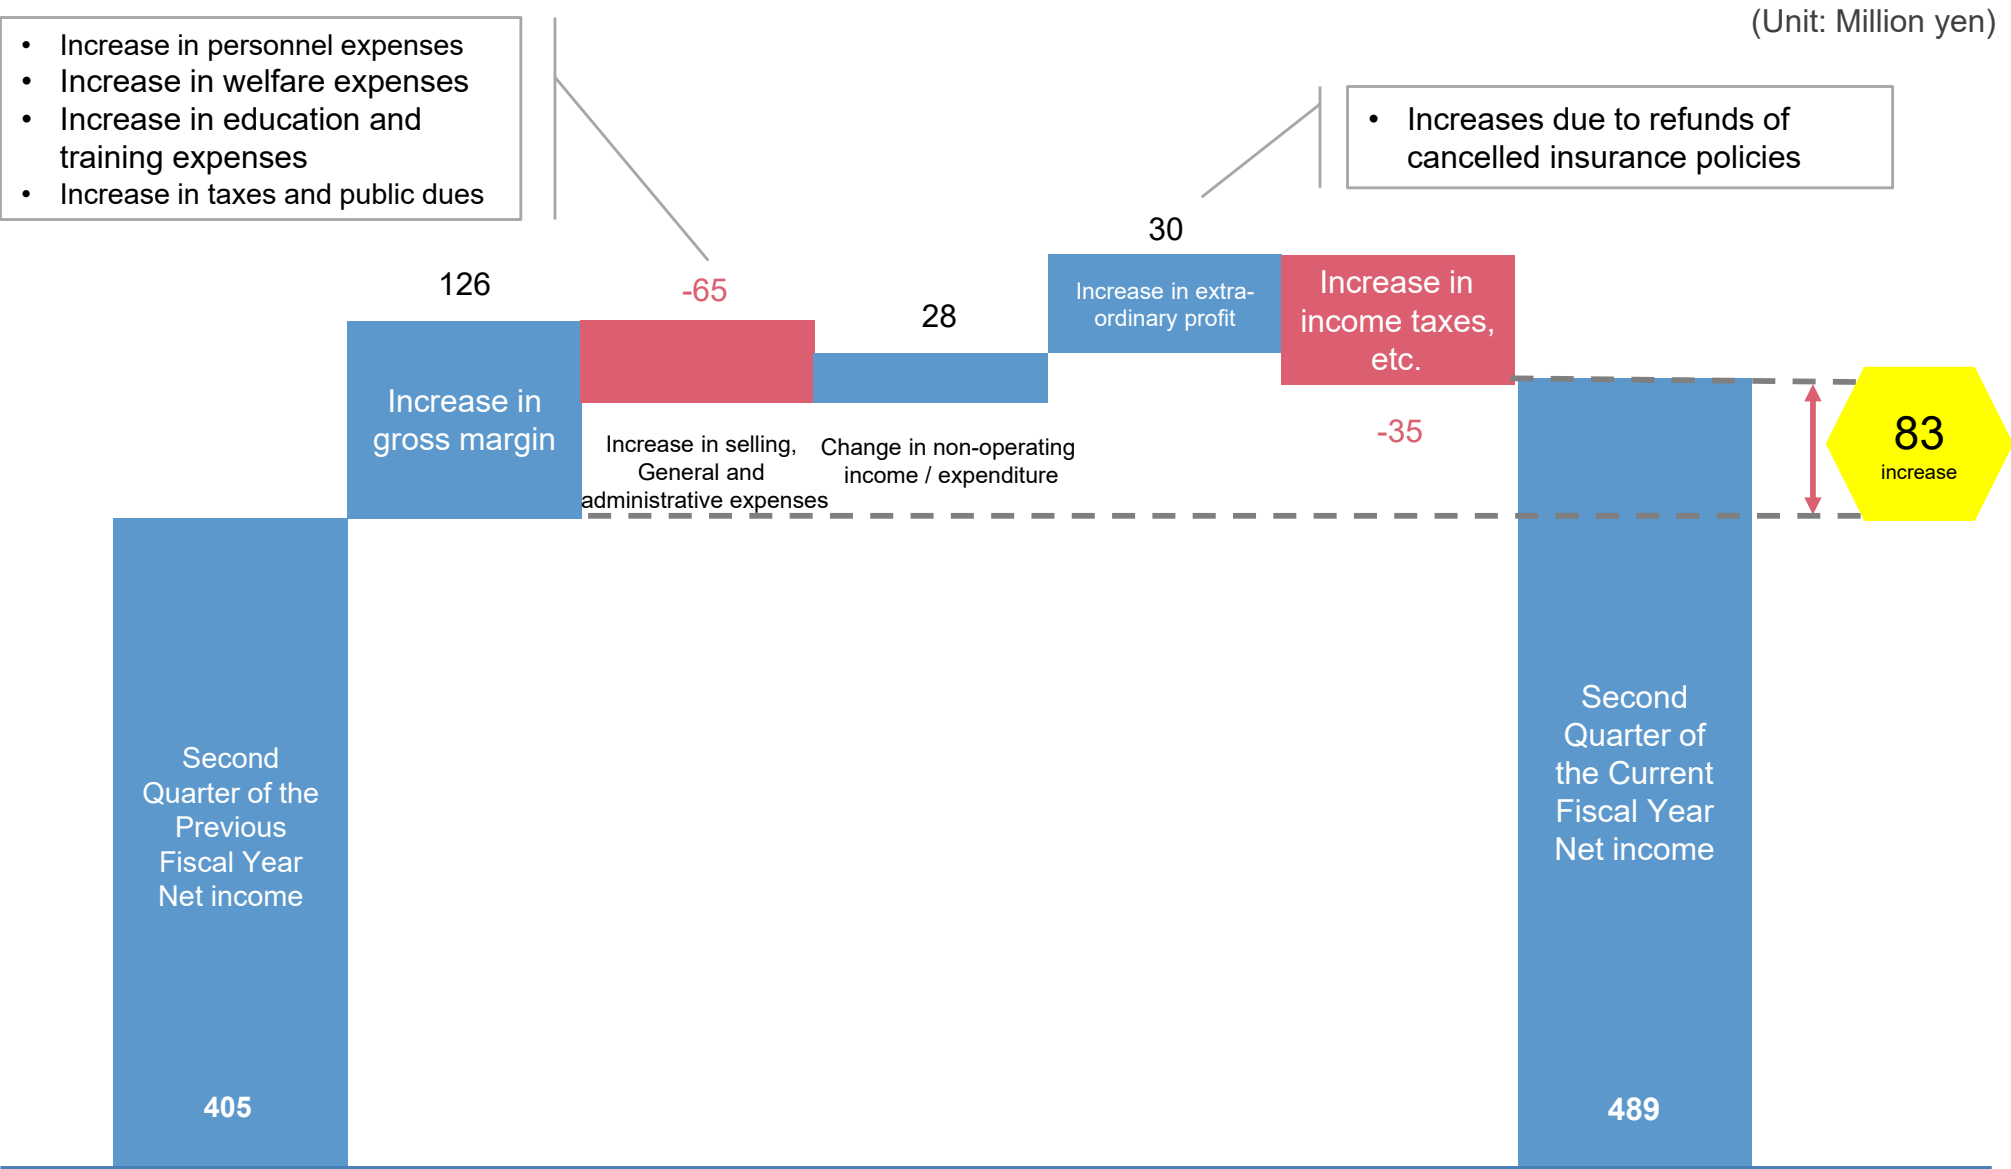 (Unit: Million yen)
• Increase in personnel expenses
• Increase in welfare expenses
• Increase in education and
training expenses
• Increase in taxes and public dues
• Increases due to refunds of
cancelled insurance policies
126
-65
28
30
Increase in
gross margin
Increase in selling,
General and
administrative expenses
Change in non-operating
income / expenditure
Increase in extra-
ordinary profit
Increase in
income taxes,
etc.
-35
83
increase
Second
Quarter of the
Previous
Fiscal Year
Net income
405
Second
Quarter of
the Current
Fiscal Year
Net income
489